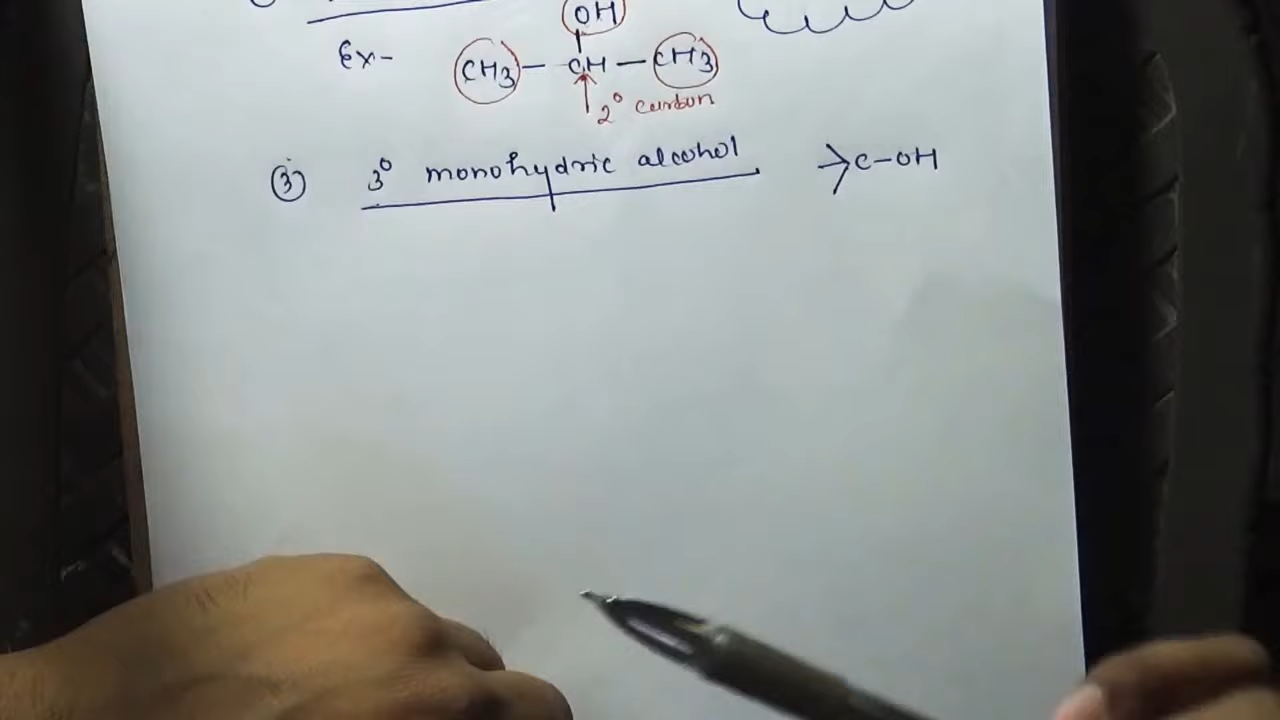 OH
Ex- CH3 - CH - CH3
2° carbon
③ 3° monohydric alcohol >C-OH